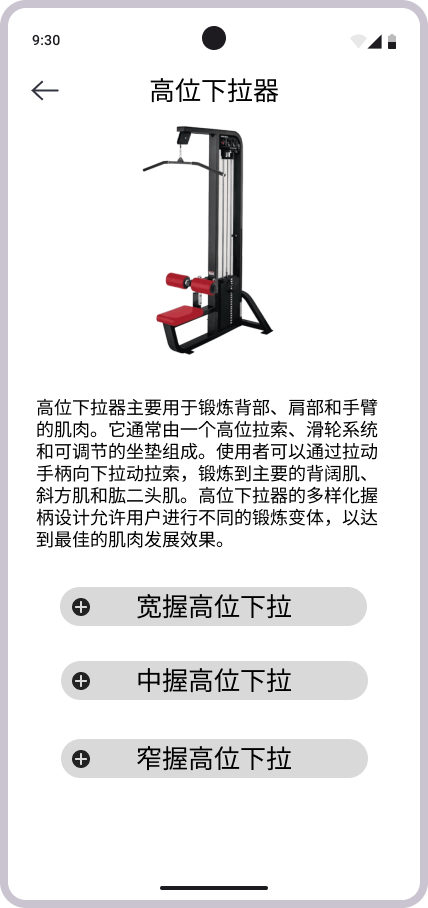 9:30
高位下拉器
高位下拉器主要用于锻炼背部、肩部和手臂
的肌肉。它通常由一个高位拉索、滑轮系统
和可调节的坐垫组成。使用者可以通过拉动
手柄向下拉动拉索，锻炼到主要的背阔肌、
斜方肌和肱二头肌。高位下拉器的多样化握
柄设计允许用户进行不同的锻炼变体，以达
到最佳的肌肉发展效果。
宽握高位下拉
中握高位下拉
窄握高位下拉